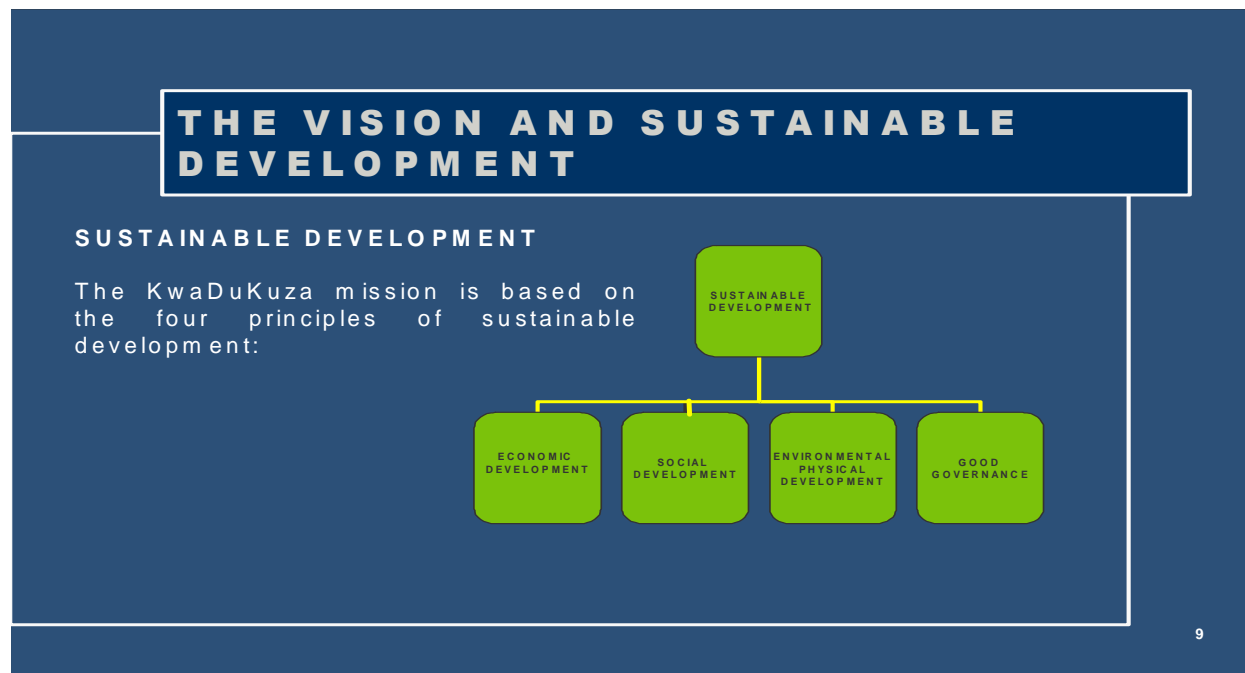 THE VISION AND SUSTAINABLE
DEVELOPMENT
SUSTAINABLE DEVELOPMENT
The KwaDuKuza mission is based on
the four principles of sustainable
development:
SUSTAINABLE
DEVELOPMENT
ECONOMIC
DEVELOPMENT
SOCIAL
DEVELOPMENT
ENVIRONMENTAL
PHYSICAL
DEVELOPMENT
GOOD
GOVERNANCE
9